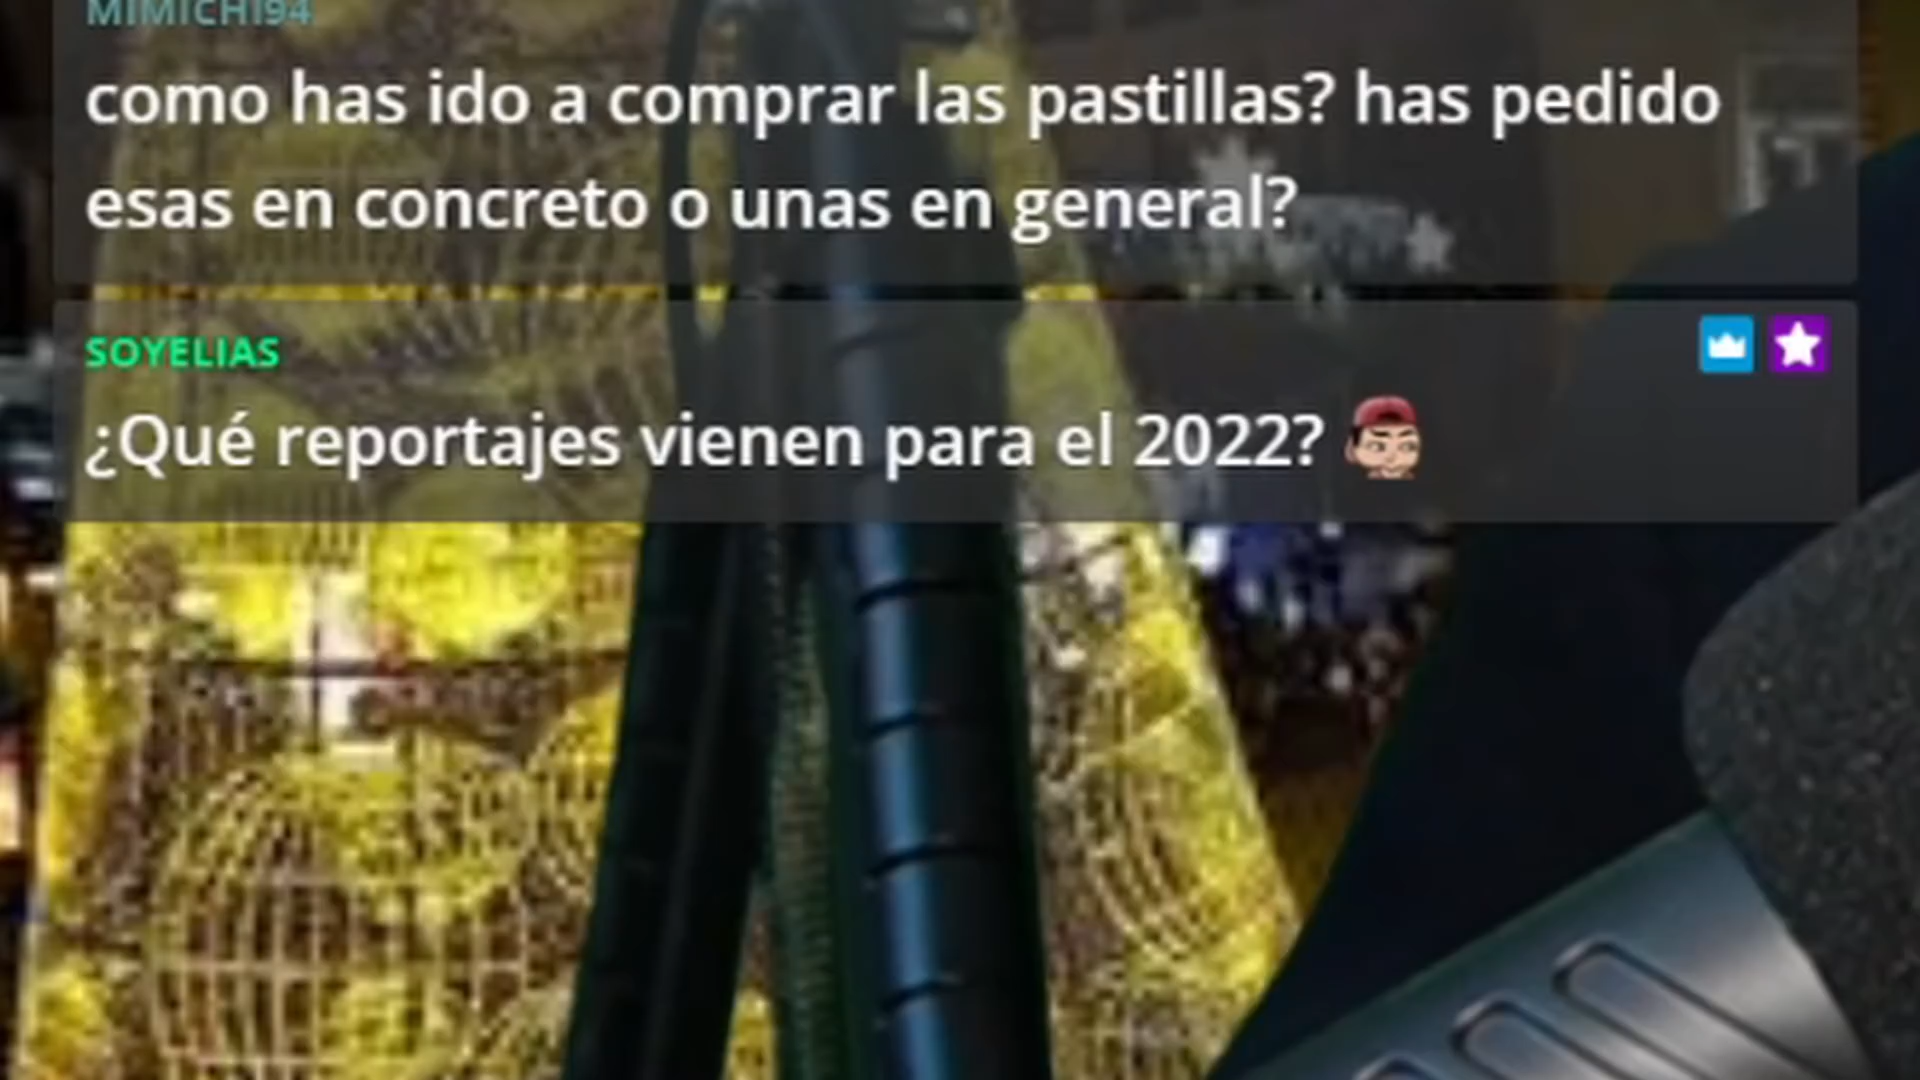 MIMICHI94
como has ido a comprar las pastillas? has pedido
esas en concreto o unas en general?
SOYELIAS
¿Qué reportajes vienen para el 2022?